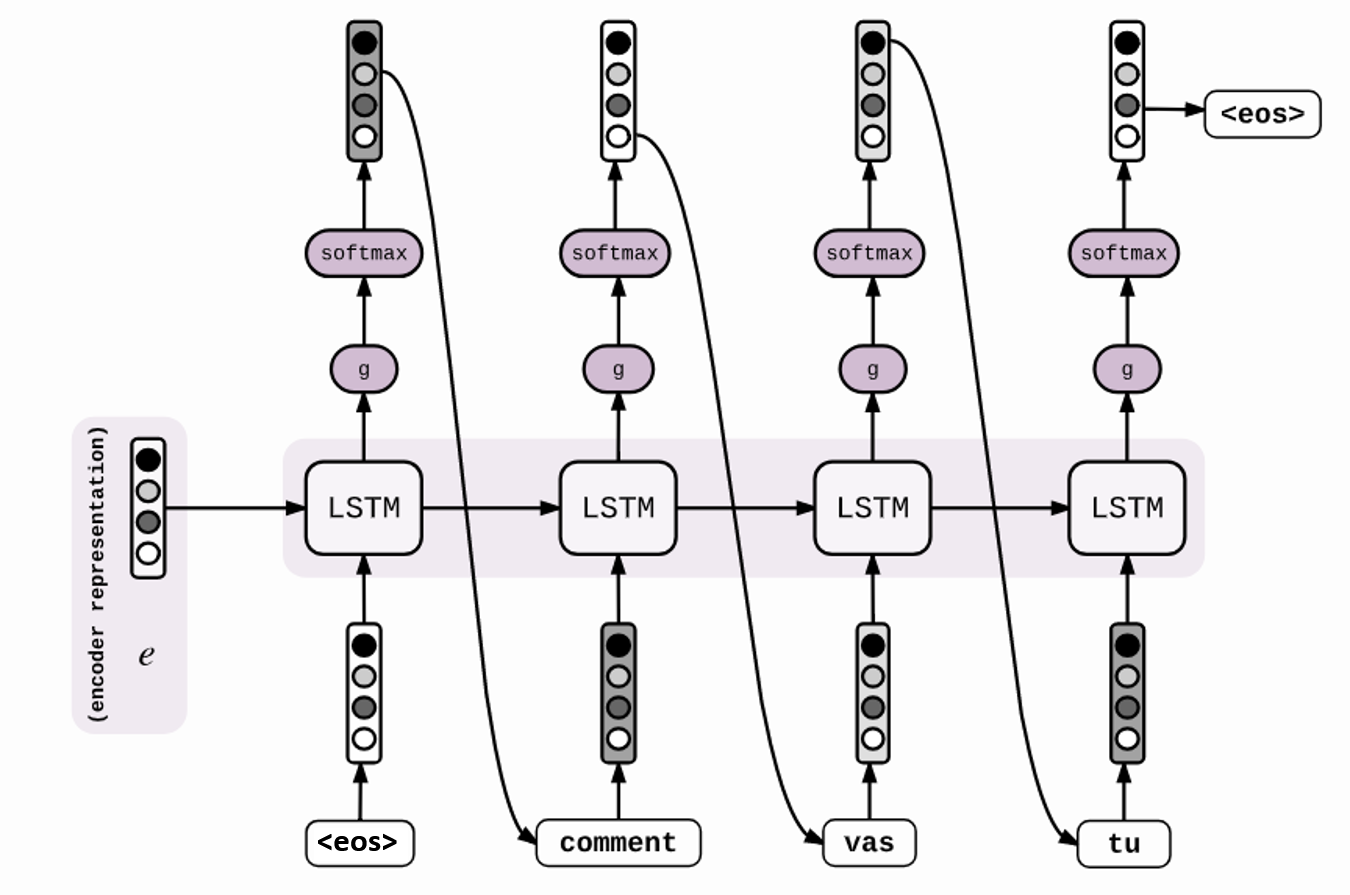 <eos>
softmax
softmax
softmax
softmax
g
g
g
g
(encoder representation)
e
LSTM
LSTM
LSTM
LSTM
<eos>
comment
vas
tu